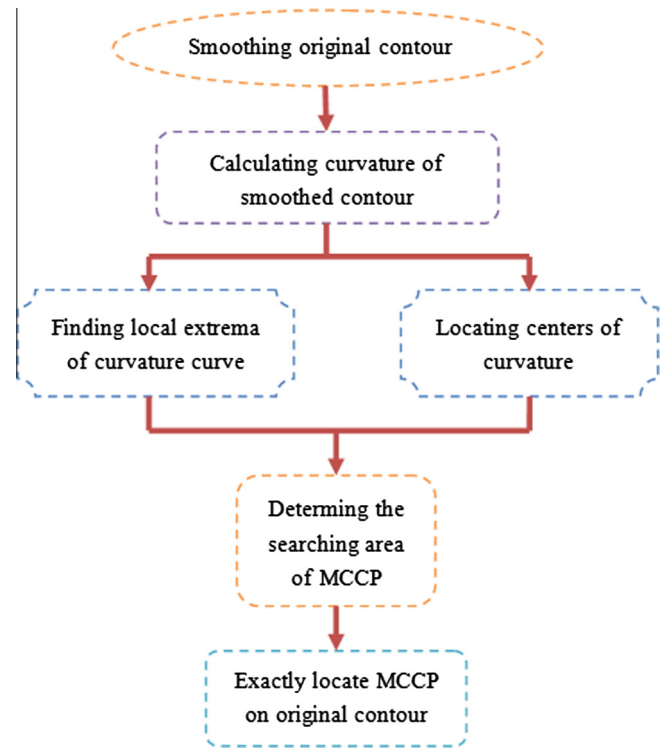 Smoothing original contour
Calculating curvature of
smoothed contour
Finding local extrema
of curvature curve
Locating centers of
curvature
Determing the
searching area
of MCCP
Exactly locate MCCP
on original contour